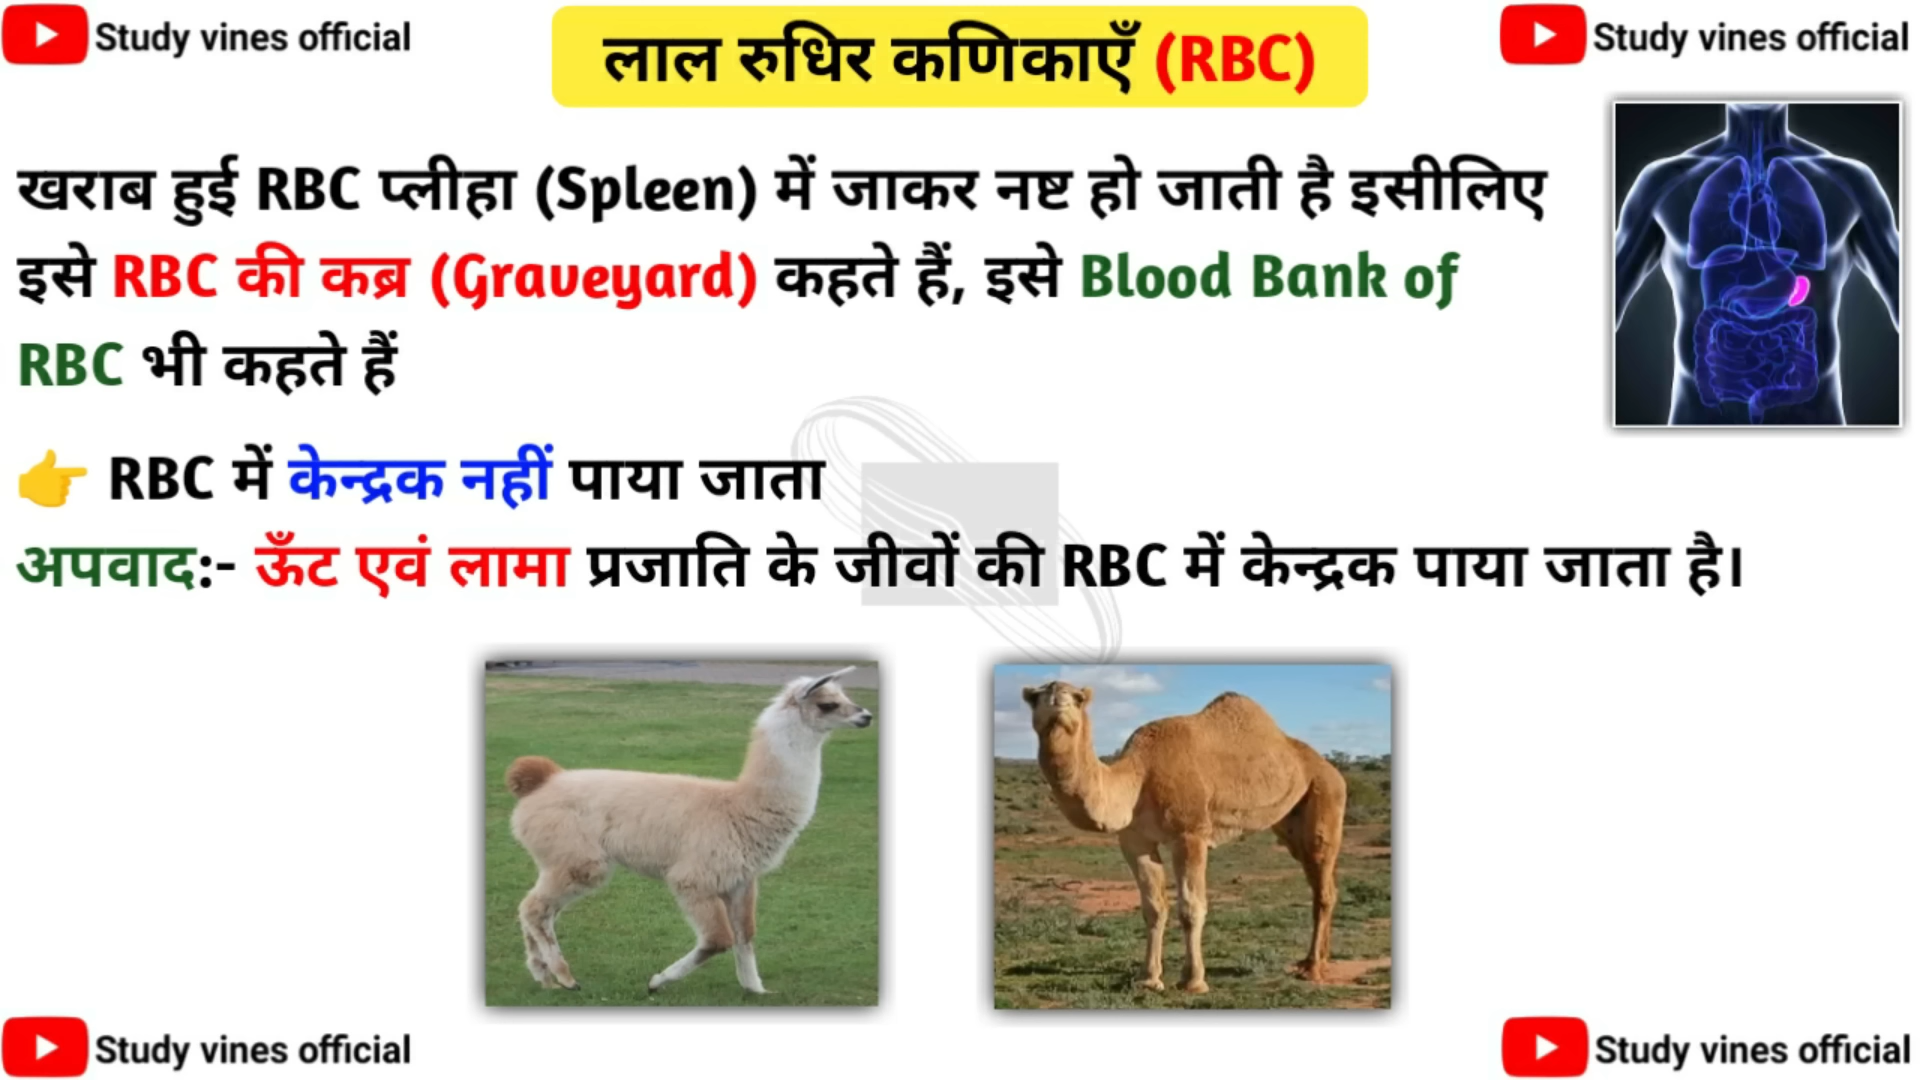 Study vines official
लाल रुधिर कणिकाएँ (RBC)
Study vines official
खराब हुई RBC प्लीहा (Spleen) में जाकर नष्ट हो जाती है इसीलिए
इसे RBC की कब्र (Graveyard) कहते हैं, इसे Blood Bank of
RBC भी कहते हैं
👉 RBC में केन्द्रक नहीं पाया जाता
अपवाद:- ऊँट एवं लामा प्रजाति के जीवों की RBC में केन्द्रक पाया जाता है।
Study vines official
Study vines official